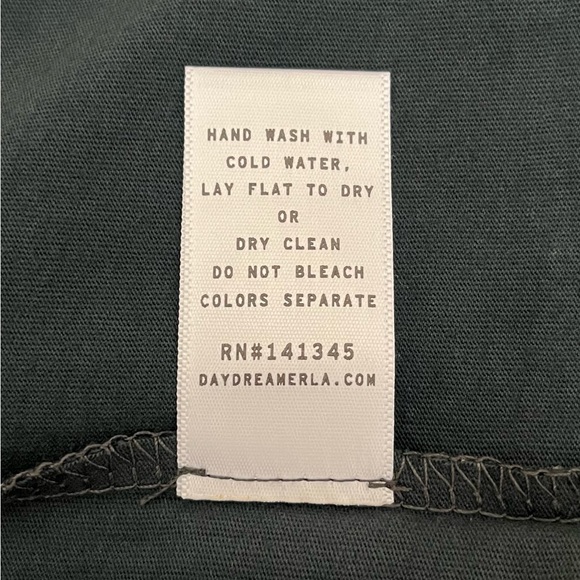 HAND WASH WITH
COLD WATER,
LAY FLAT TO DRY
OR
DRY CLEAN
DO NOT BLEACH
COLORS SEPARATE
RN#141345
DAYDREAMERLA.COM